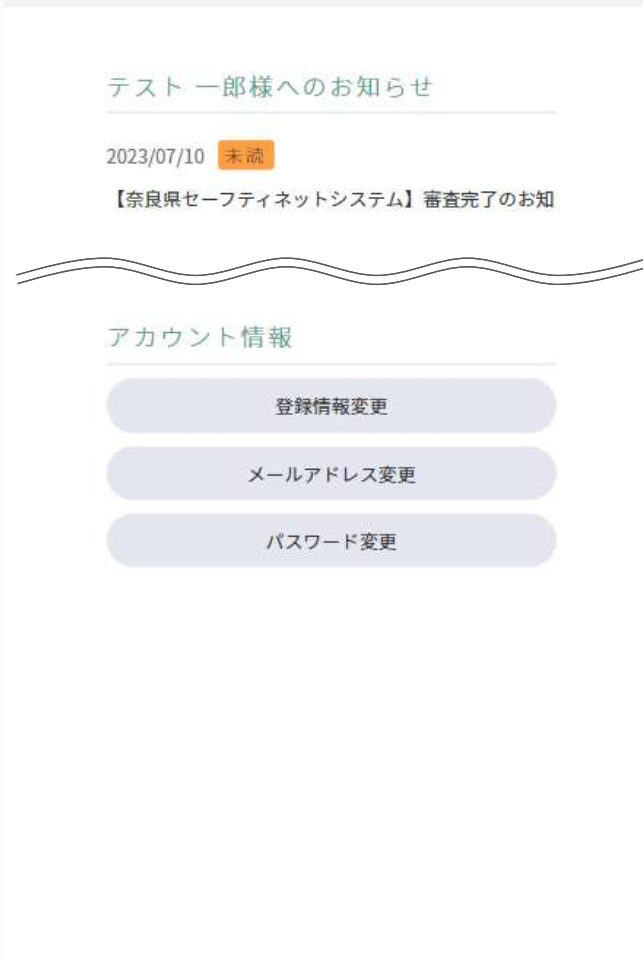 テスト 一郎様へのお知らせ
2023/07/10 未読
【奈良県セーフティネットシステム】審査完了のお知
アカウント情報
登録情報変更
メールアドレス変更
パスワード変更